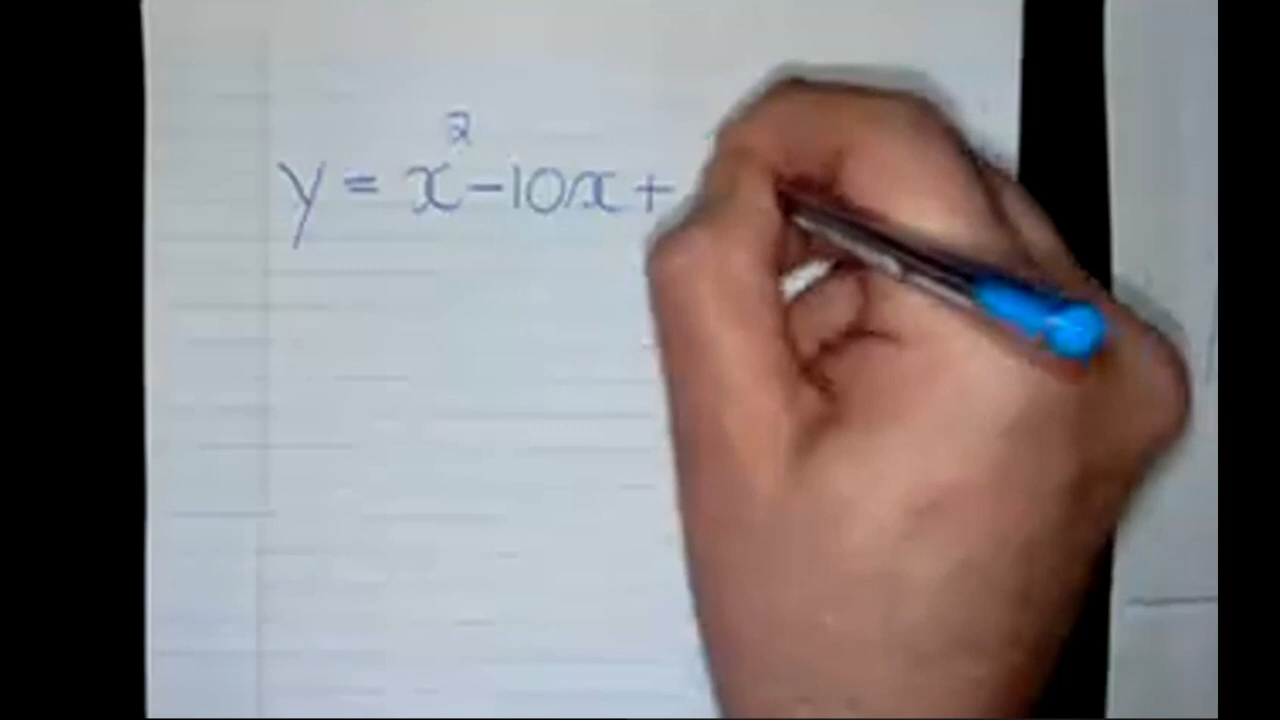 y = x² - 10x +